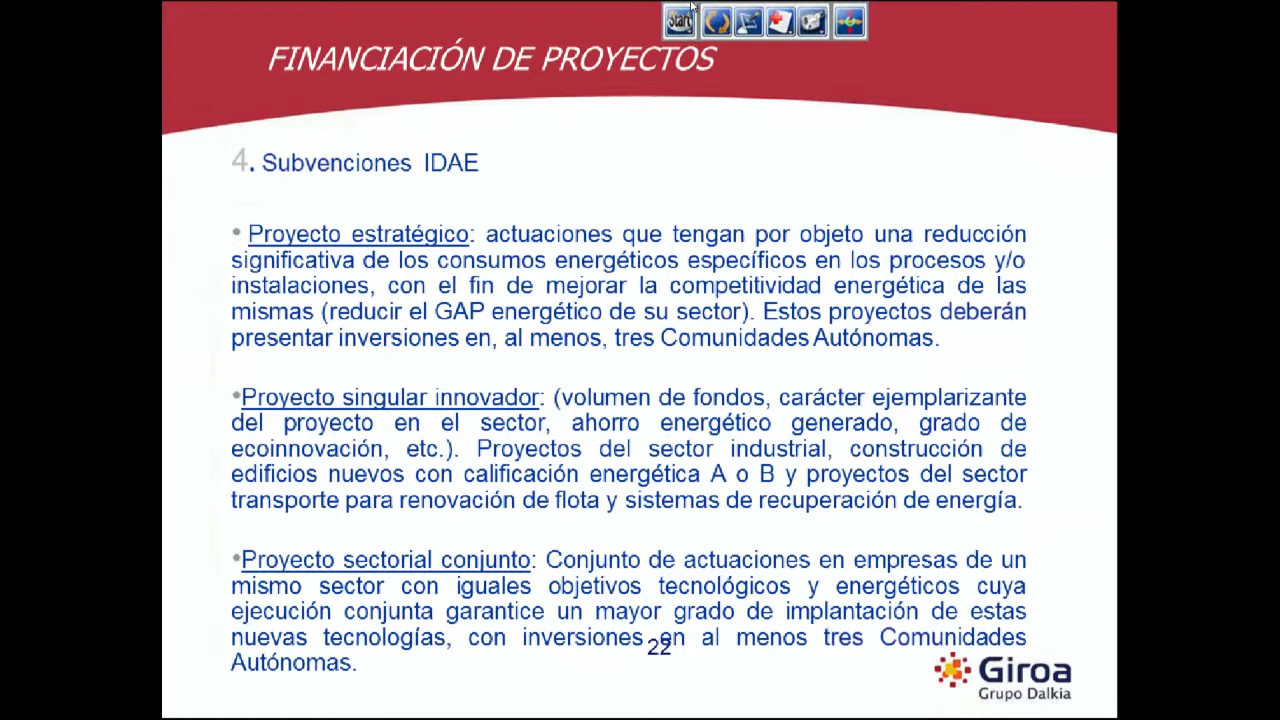 Start
FINANCIACIÓN DE PROYECTOS
4. Subvenciones IDAE
• Proyecto estratégico: actuaciones que tengan por objeto una reducción
significativa de los consumos energéticos específicos en los procesos y/o
instalaciones, con el fin de mejorar la competitividad energética de las
mismas (reducir el GAP energético de su sector). Estos proyectos deberán
presentar inversiones en, al menos, tres Comunidades Autónomas.
•Proyecto singular innovador: (volumen de fondos, carácter ejemplarizante
del proyecto en el sector, ahorro energético generado, grado de
ecoinnovación, etc.). Proyectos del sector industrial, construcción de
edificios nuevos con calificación energética A o B y proyectos del sector
transporte para renovación de flota y sistemas de recuperación de energía.
•Proyecto sectorial conjunto: Conjunto de actuaciones en empresas de un
mismo sector con iguales objetivos tecnológicos y energéticos cuya
ejecución conjunta garantice un mayor grado de implantación de estas
nuevas tecnologías, con inversiones en al menos tres Comunidades
Autónomas.
22
Giroa
Grupo Dalkia